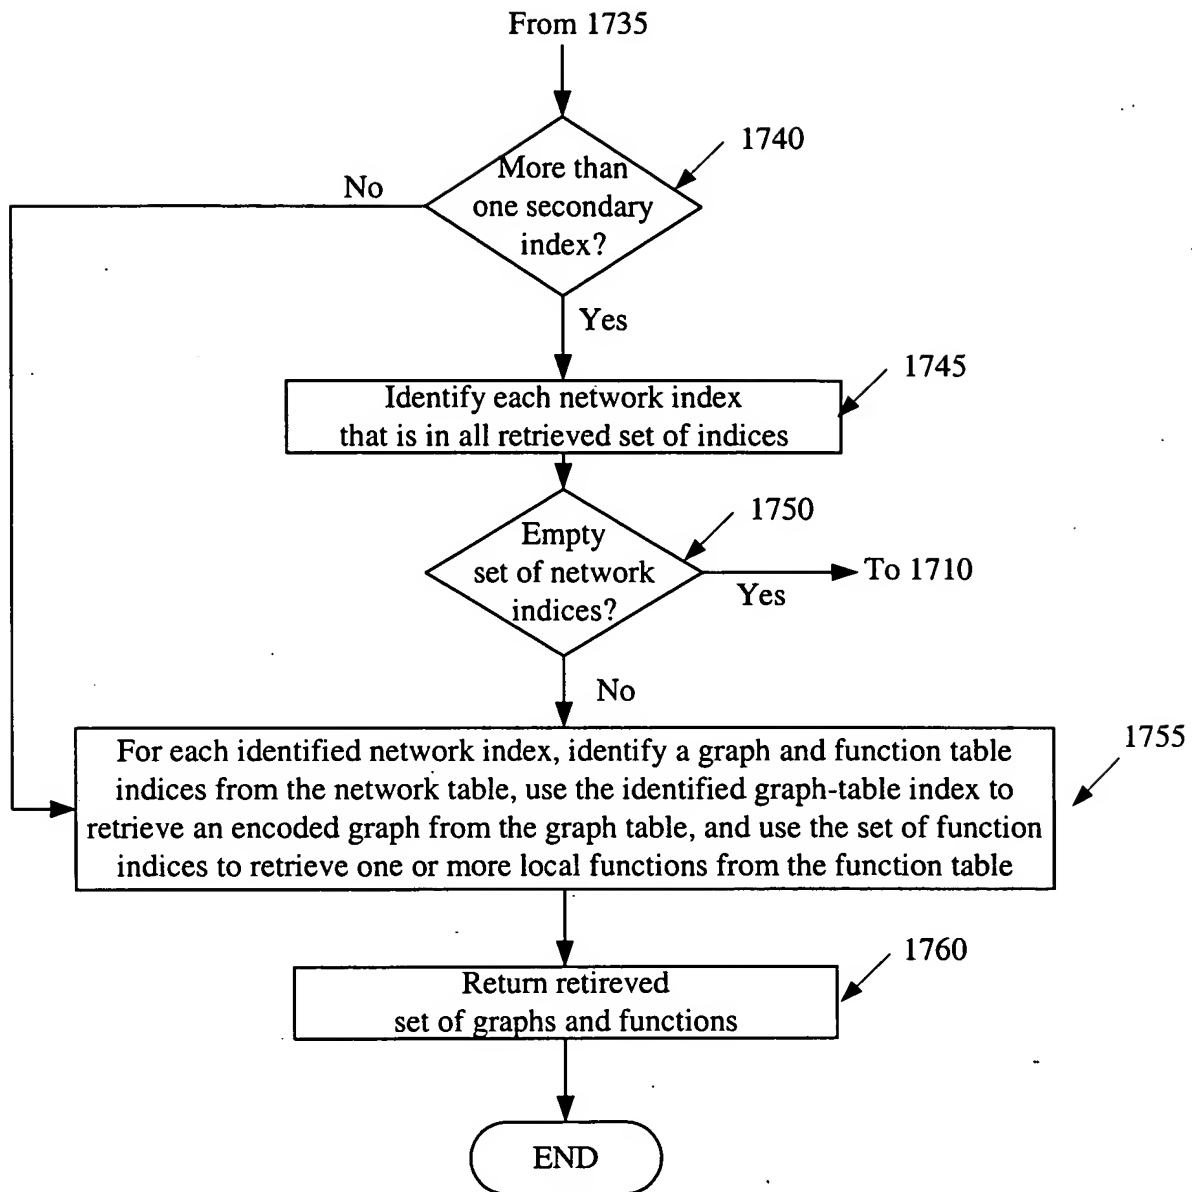 From 1735
1740
More than
one secondary
index?
No
Yes
1745
Identify each network index
that is in all retrieved set of indices
1750
Empty
set of network
indices?
To 1710
Yes
No
1755
For each identified network index, identify a graph and function table
indices from the network table, use the identified graph-table index to
retrieve an encoded graph from the graph table, and use the set of function
indices to retrieve one or more local functions from the function table
1760
Return retireved
set of graphs and functions
END